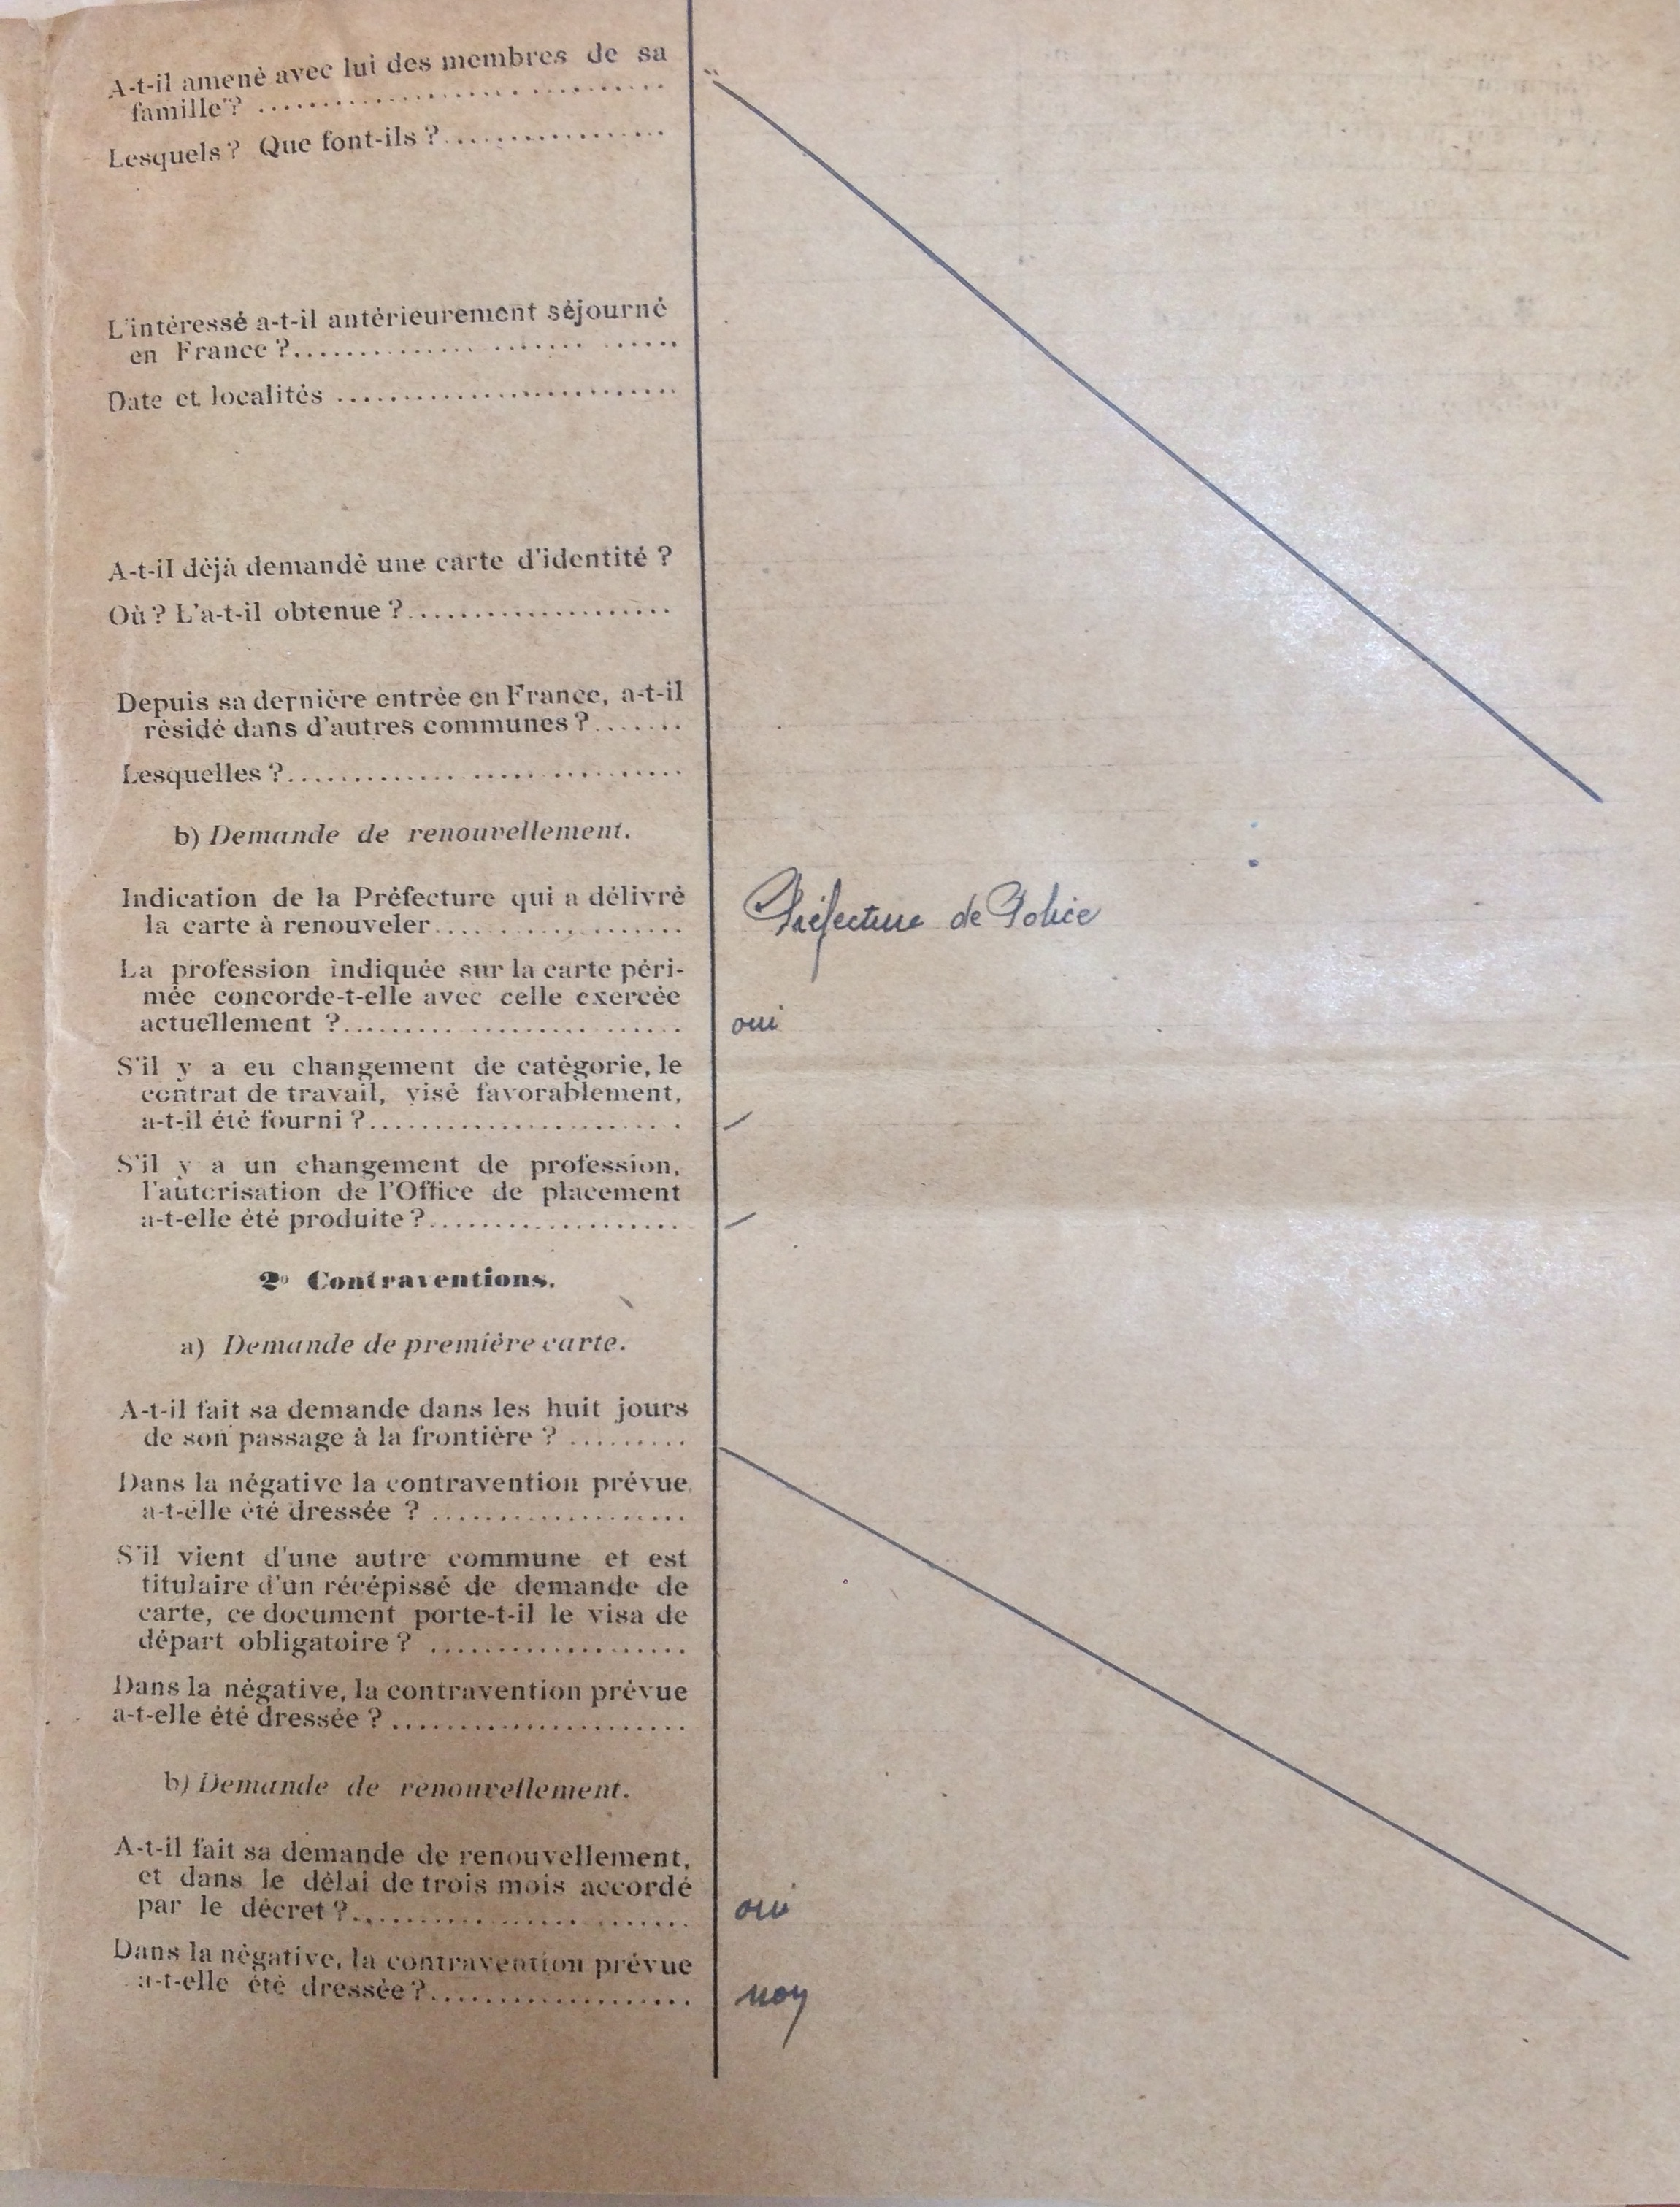 A-t-il amené avec lui des membres de sa
famille ? ..............................
Lesquels ? Que font-ils ? .................
L'intéressé a-t-il antérieurement séjourné
en France ? ..............................
Date et localités ..........................
A-t-il déjà demandé une carte d'identité ?
Où ? L'a-t-il obtenue ? ....................
Depuis sa dernière entrée en France, a-t-il
résidé dans d'autres communes ? .......
Lesquelles ? ..............................
b) Demande de renouvellement.
Indication de la Préfecture qui a délivré
la carte à renouveler ................... Préfecture de Police
La profession indiquée sur la carte péri-
mée concorde-t-elle avec celle exercée
actuellement ? .......................... oui
S'il y a eu changement de catégorie, le
contrat de travail, visé favorablement,
a-t-il été fourni ? ........................ /
S'il y a un changement de profession,
l'autorisation de l'Office de placement
a-t-elle été produite ? ................... /
2° Contraventions.
a) Demande de première carte.
A-t-il fait sa demande dans les huit jours
de son passage à la frontière ? .........
Dans la négative la contravention prévue
a-t-elle été dressée ? ...................
S'il vient d'une autre commune et est
titulaire d'un récépissé de demande de
carte, ce document porte-t-il le visa de
départ obligatoire ? ...................
Dans la négative, la contravention prévue
a-t-elle été dressée ? ......................
b) Demande de renouvellement.
A-t-il fait sa demande de renouvellement,
et dans le délai de trois mois accordé
par le décret ? ......................... oui
Dans la négative, la contravention prévue
a-t-elle été dressée ? .................... non